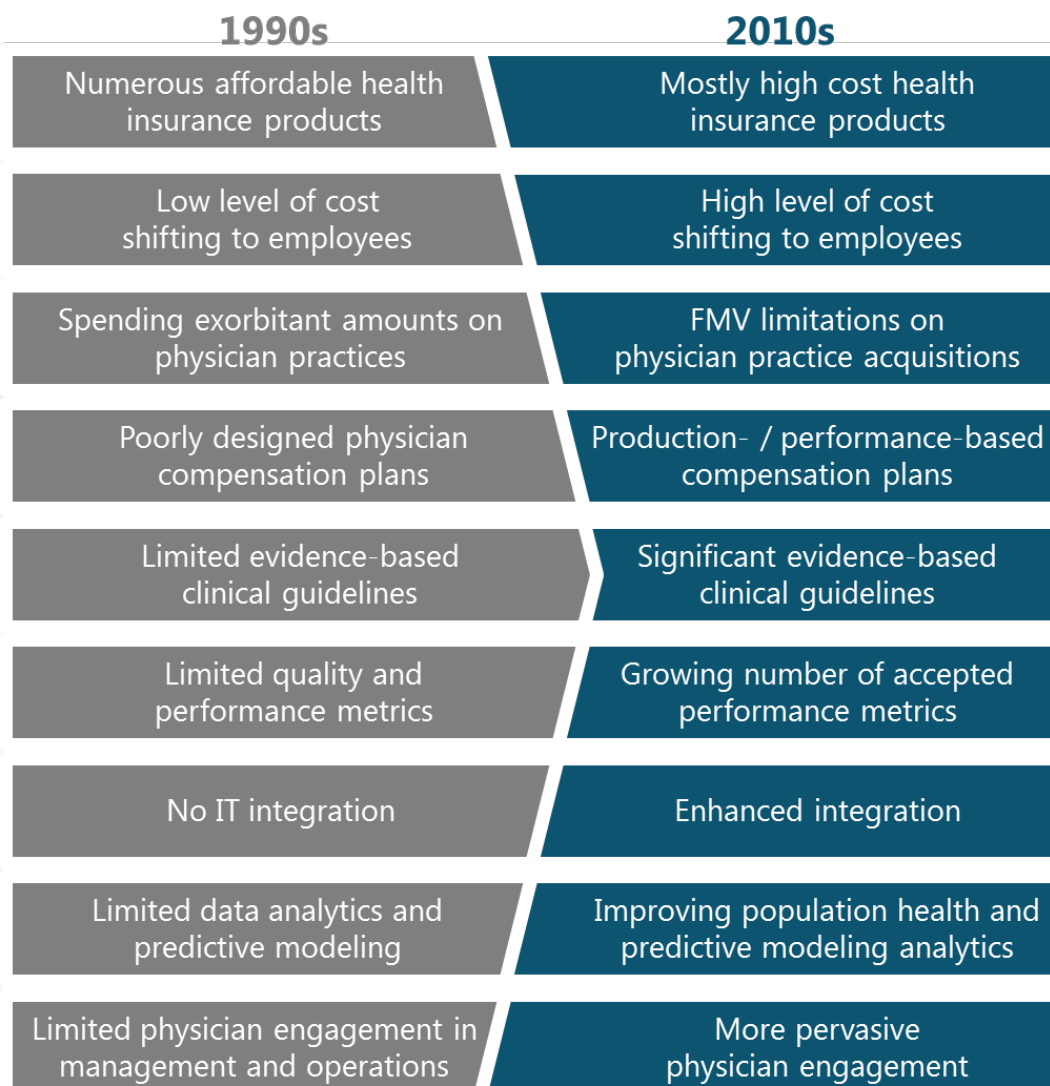 1990s
2010s
Numerous affordable health
insurance products
Mostly high cost health
insurance products
Low level of cost
shifting to employees
High level of cost
shifting to employees
Spending exorbitant amounts on
physician practices
FMV limitations on
physician practice acquisitions
Poorly designed physician
compensation plans
Production- / performance-based
compensation plans
Limited evidence-based
clinical guidelines
Significant evidence-based
clinical guidelines
Limited quality and
performance metrics
Growing number of accepted
performance metrics
No IT integration
Enhanced integration
Limited data analytics and
predictive modeling
Improving population health and
predictive modeling analytics
Limited physician engagement in
management and operations
More pervasive
physician engagement